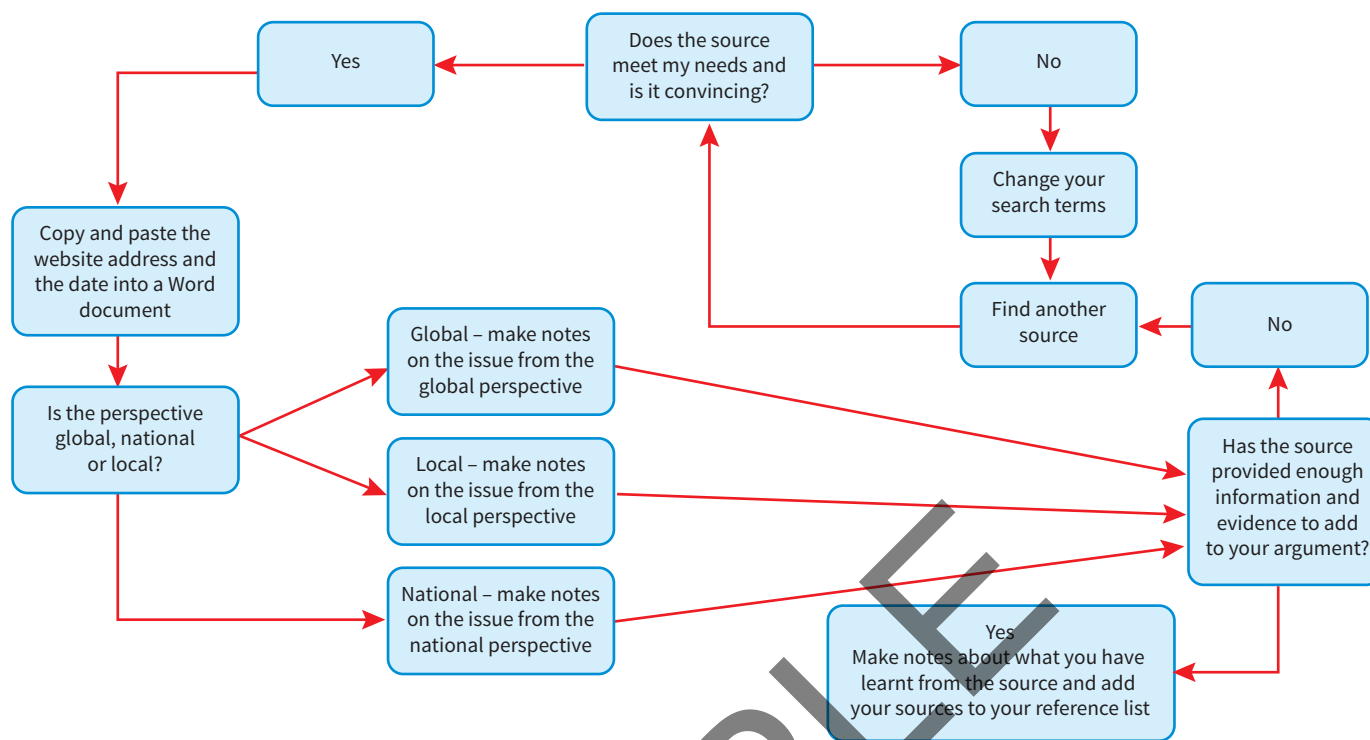 Yes
Does the source
meet my needs and
is it convincing?
No
Change your
search terms
Find another
source
No
Copy and paste the
website address and
the date into a Word
document
Is the perspective
global, national
or local?
Global – make notes
on the issue from the
global perspective
Local – make notes
on the issue from the
local perspective
National – make notes
on the issue from the
national perspective
Has the source
provided enough
information and
evidence to add
to your argument?
Yes
Make notes about what you have
learnt from the source and add
your sources to your reference list